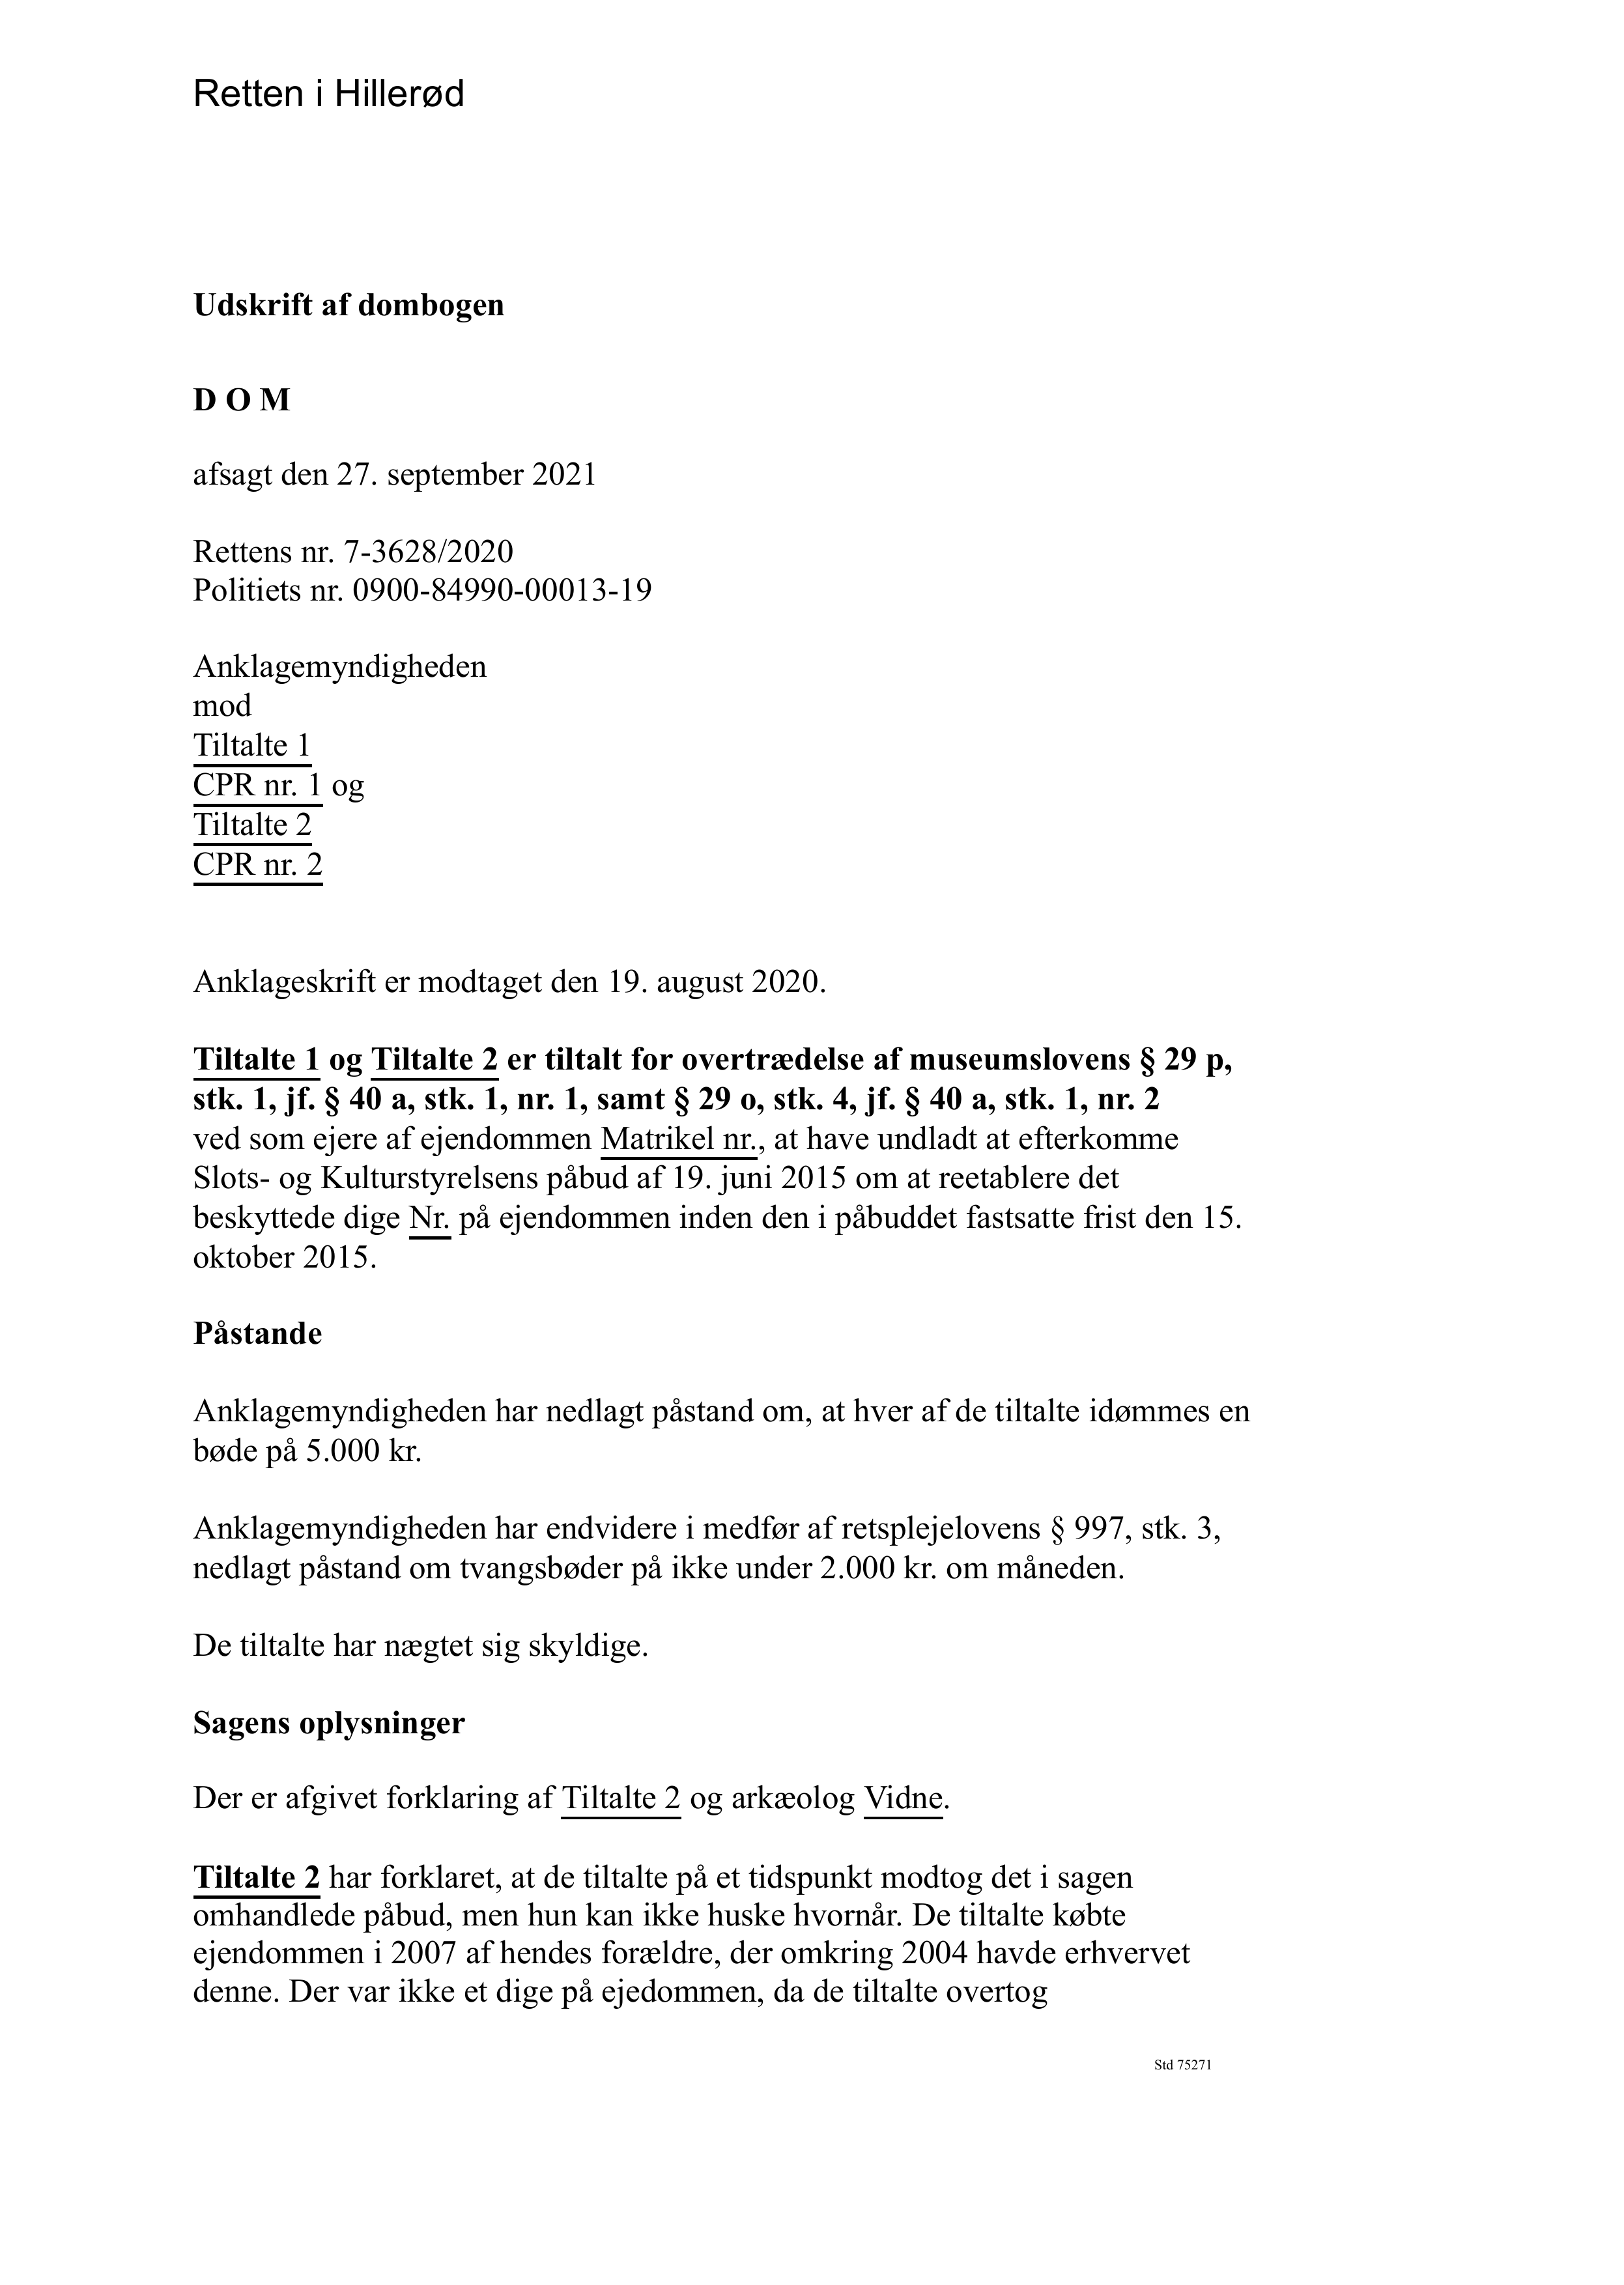 Retten i Hillerød
Udskrift af dombogen
D O M
afsagt den 27. september 2021
Rettens nr. 7-3628/2020
Politiets nr. 0900-84990-00013-19
Anklagemyndigheden
mod
Tiltalte 1
CPR nr. 1 og
Tiltalte 2
CPR nr. 2
Anklageskrift er modtaget den 19. august 2020.
Tiltalte 1 og Tiltalte 2 er tiltalt for overtrædelse af museumslovens § 29 p,
stk. 1, jf. § 40 a, stk. 1, nr. 1, samt § 29 o, stk. 4, jf. § 40 a, stk. 1, nr. 2
ved som ejere af ejendommen Matrikel nr., at have undladt at efterkomme
Slots- og Kulturstyrelsens påbud af 19. juni 2015 om at reetablere det
beskyttede dige Nr. på ejendommen inden den i påbuddet fastsatte frist den 15.
oktober 2015.
Påstande
Anklagemyndigheden har nedlagt påstand om, at hver af de tiltalte idømmes en
bøde på 5.000 kr.
Anklagemyndigheden har endvidere i medfør af retsplejelovens § 997, stk. 3,
nedlagt påstand om tvangsbøder på ikke under 2.000 kr. om måneden.
De tiltalte har nægtet sig skyldige.
Sagens oplysninger
Der er afgivet forklaring af Tiltalte 2 og arkæolog Vidne.
Tiltalte 2 har forklaret, at de tiltalte på et tidspunkt modtog det i sagen
omhandlede påbud, men hun kan ikke huske hvornår. De tiltalte købte
ejendommen i 2007 af hendes forældre, der omkring 2004 havde erhvervet
denne. Der var ikke et dige på ejedommen, da de tiltalte overtog
Std 75271